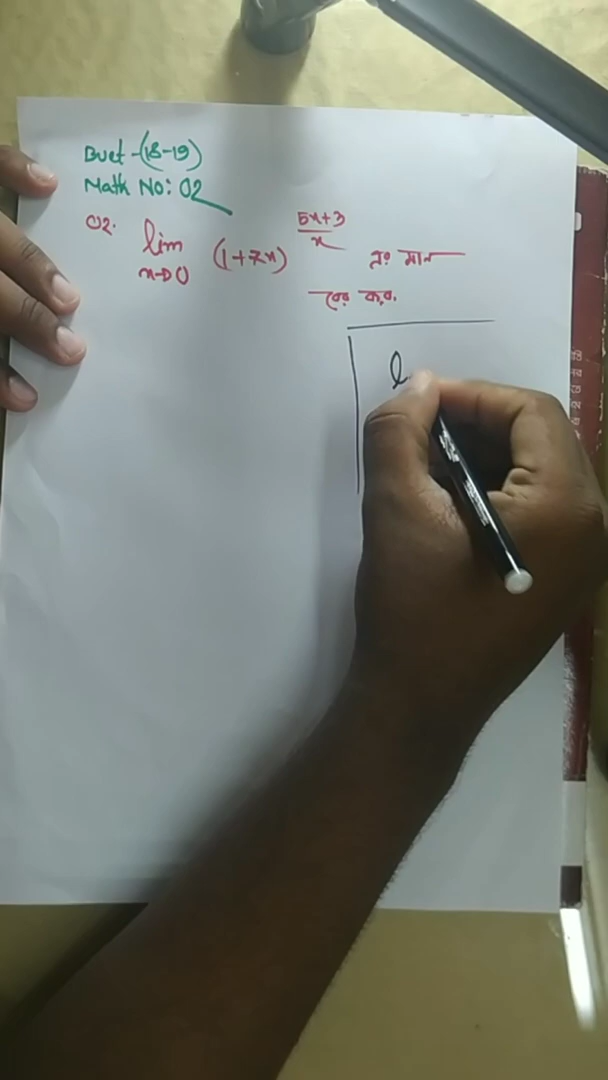 Buet-(18-19)
Math No: 02
02. lim x→0 (1+7x)^(5x+3)/x এর মান
বের কর.
l